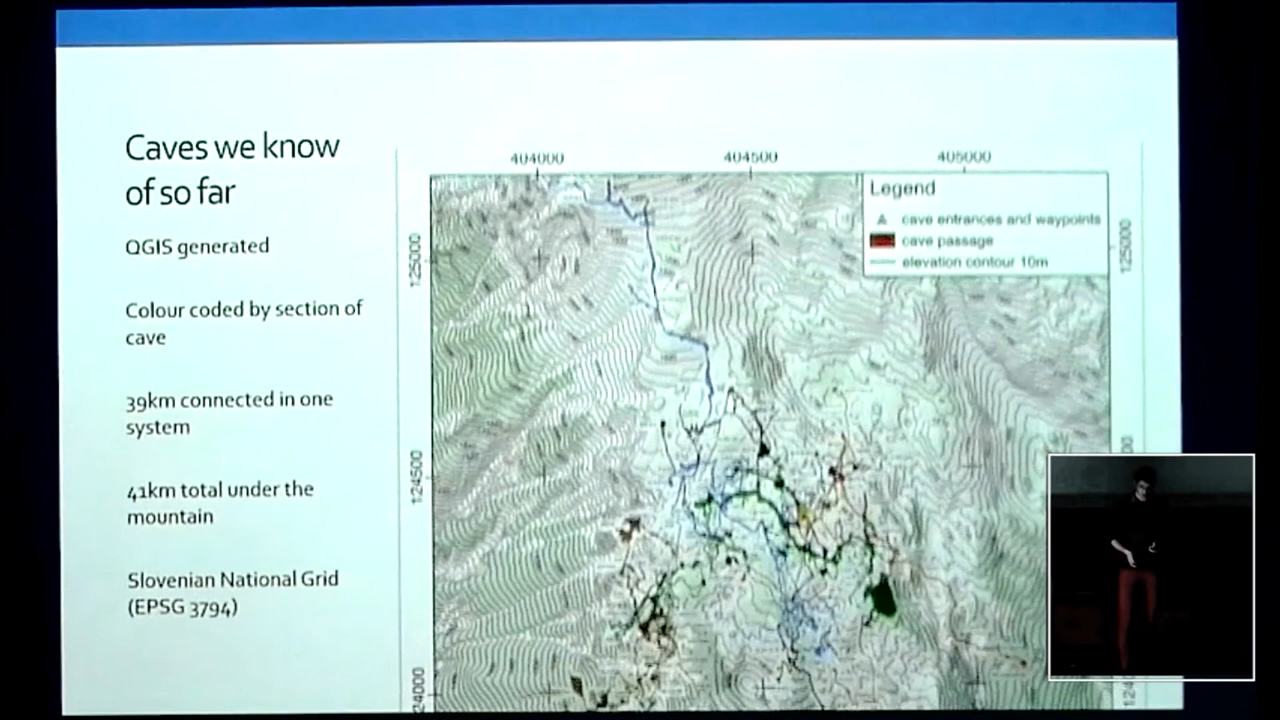 Caves we know
of so far
QGIS generated
Colour coded by section of
cave
39km connected in one
system
41km total under the
mountain
Slovenian National Grid
(EPSG 3794)
404000
404500
405000
Legend
cave entrances and waypoints
cave passage
elevation contour 10m
125000
125000
124500